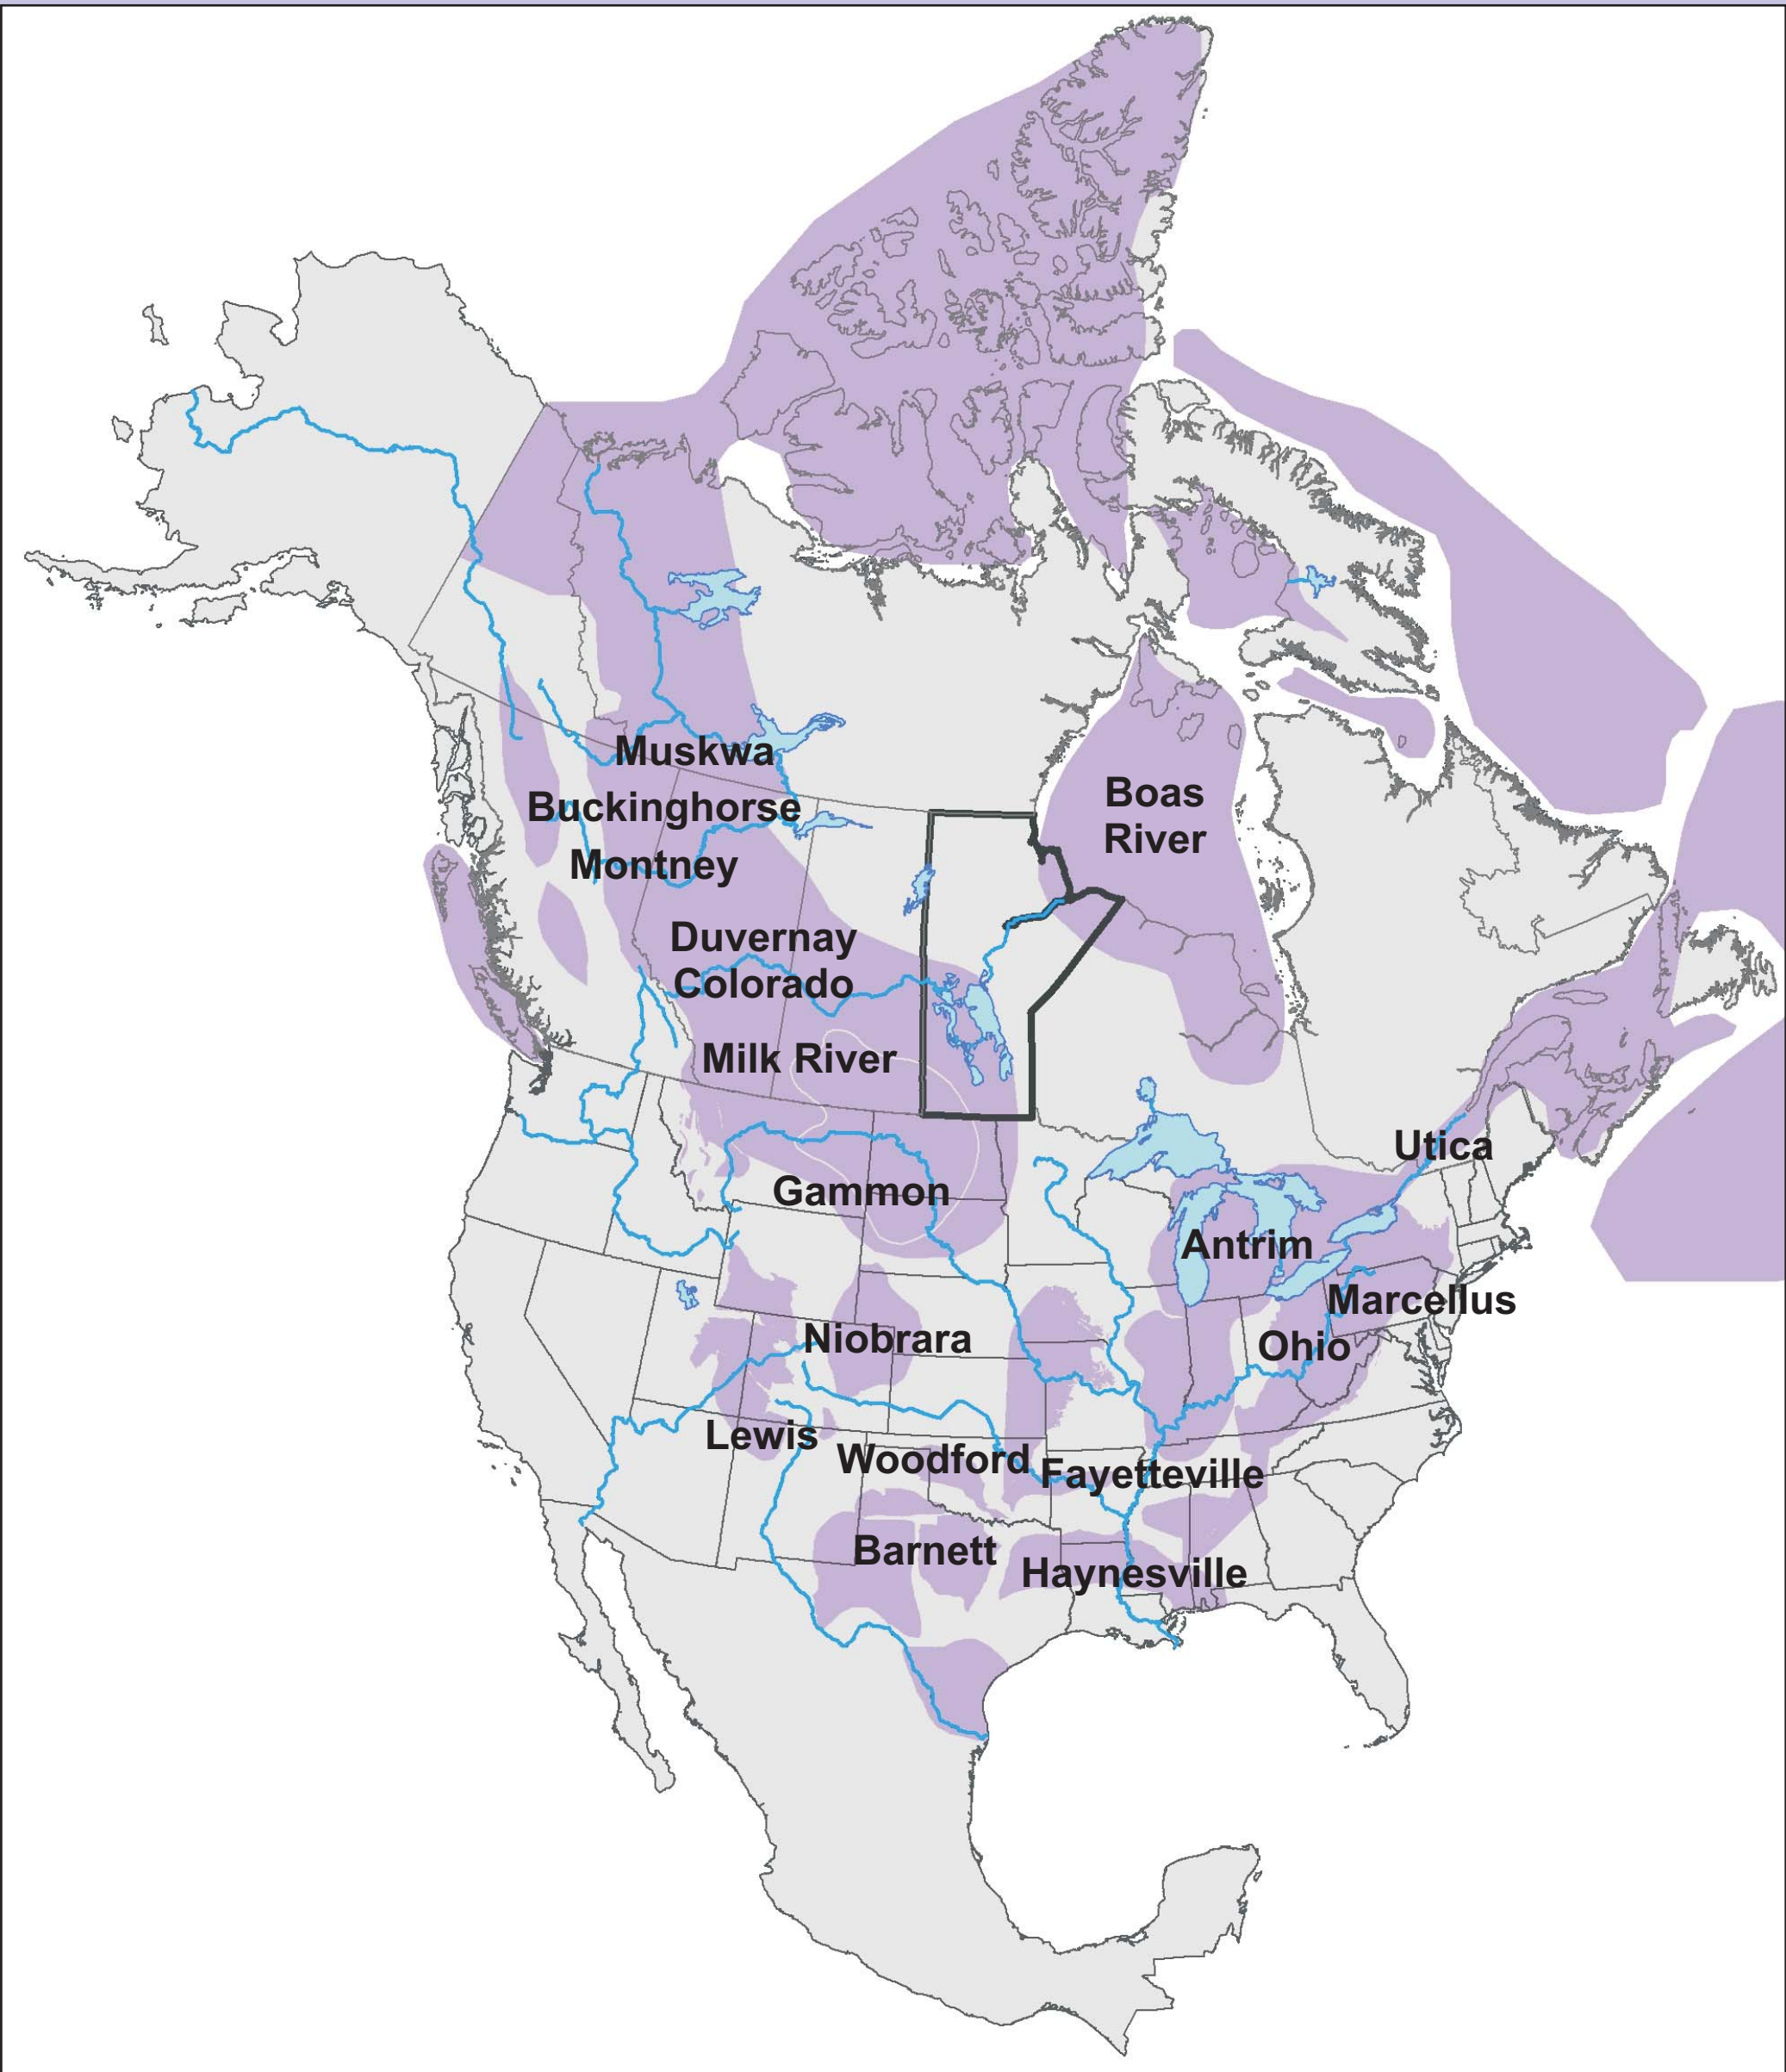 Muskwa
Buckinghorse
Boas
River
Montney
Duvernay
Colorado
Milk River
Utica
Gammon
Antrim
Marcellus
Niobrara
Ohio
Lewis
Woodford
Fayetteville
Barnett
Haynesville